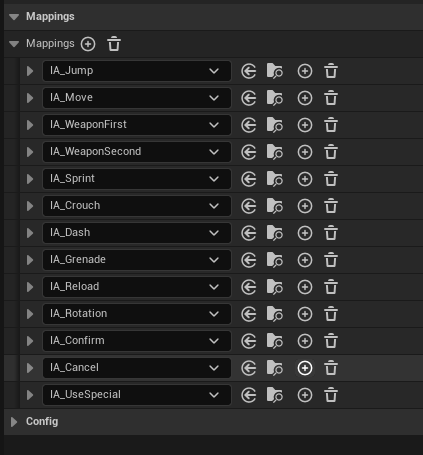 Mappings
Mappings
IA_Jump
IA_Move
IA_WeaponFirst
IA_WeaponSecond
IA_Sprint
IA_Crouch
IA_Dash
IA_Grenade
IA_Reload
IA_Rotation
IA_Confirm
IA_Cancel
IA_UseSpecial
Config